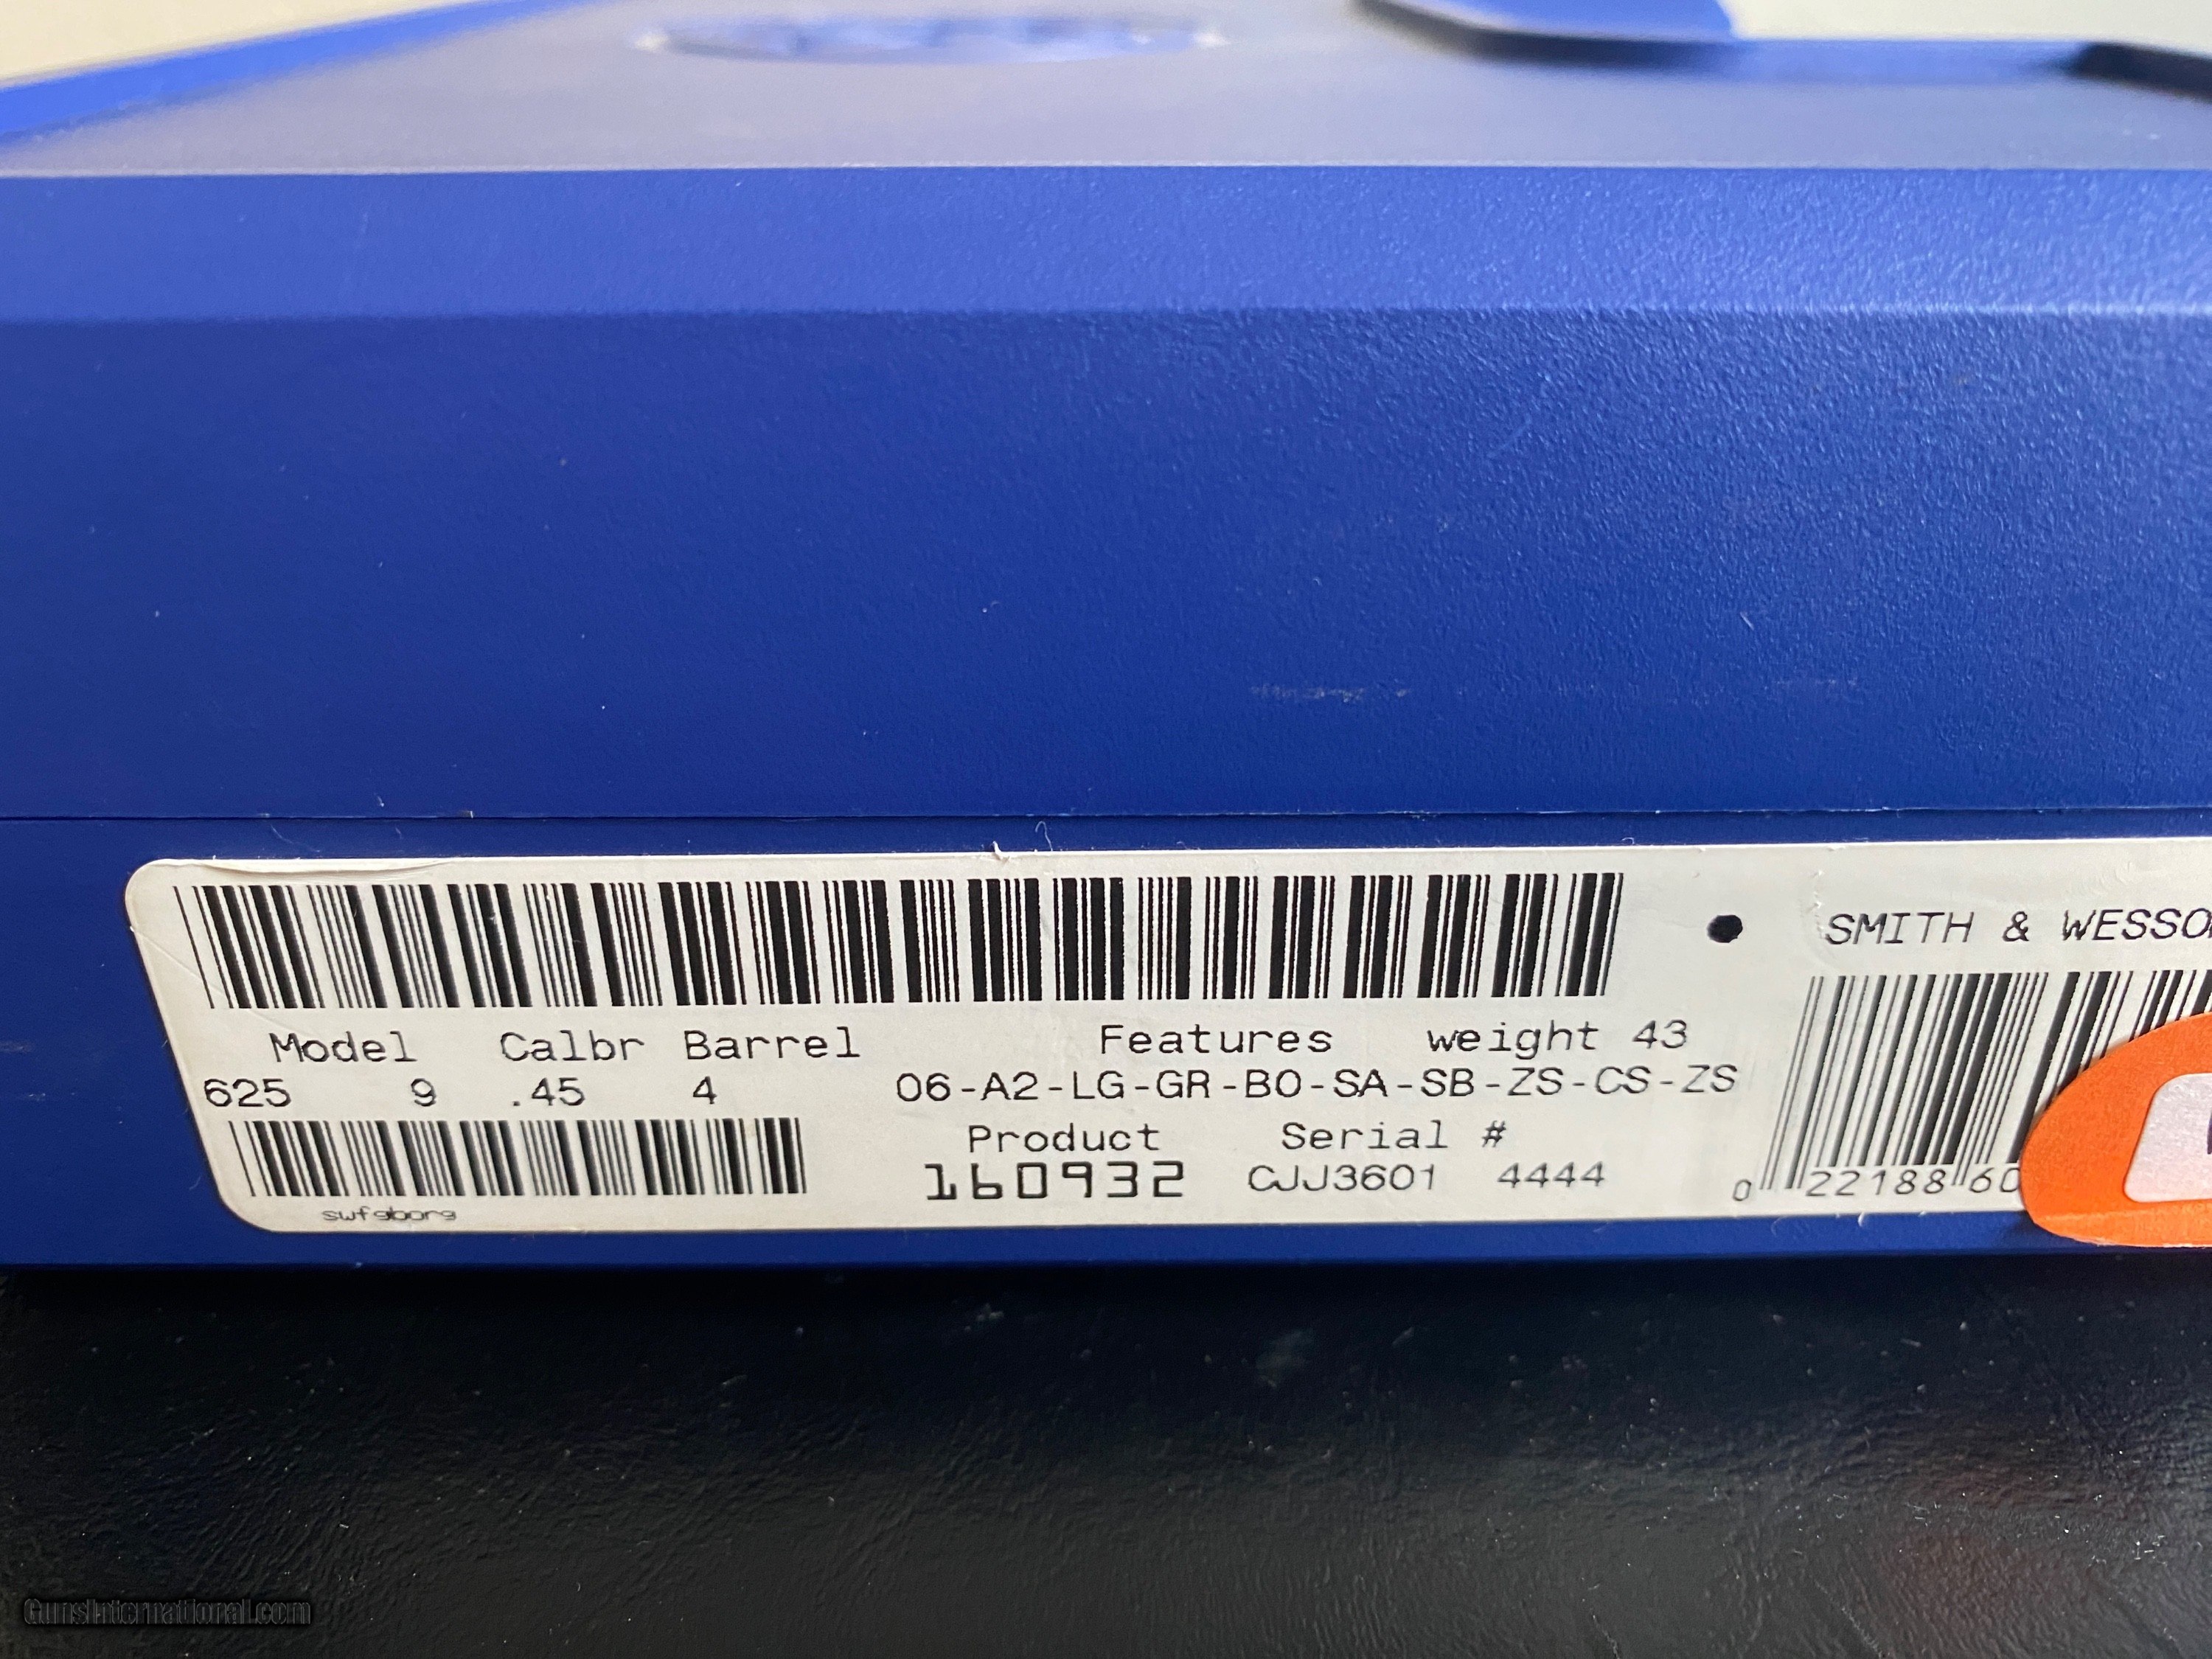 SMITH & WESSO
Model Calbr Barrel Features weight 43
625 9 .45 4 06-A2-LG-GR-BO-SA-SB-ZS-CS-ZS
Product Serial #
160932 CJJ3601 4444
0 22188 60
swfgborg
GunsInternational.com